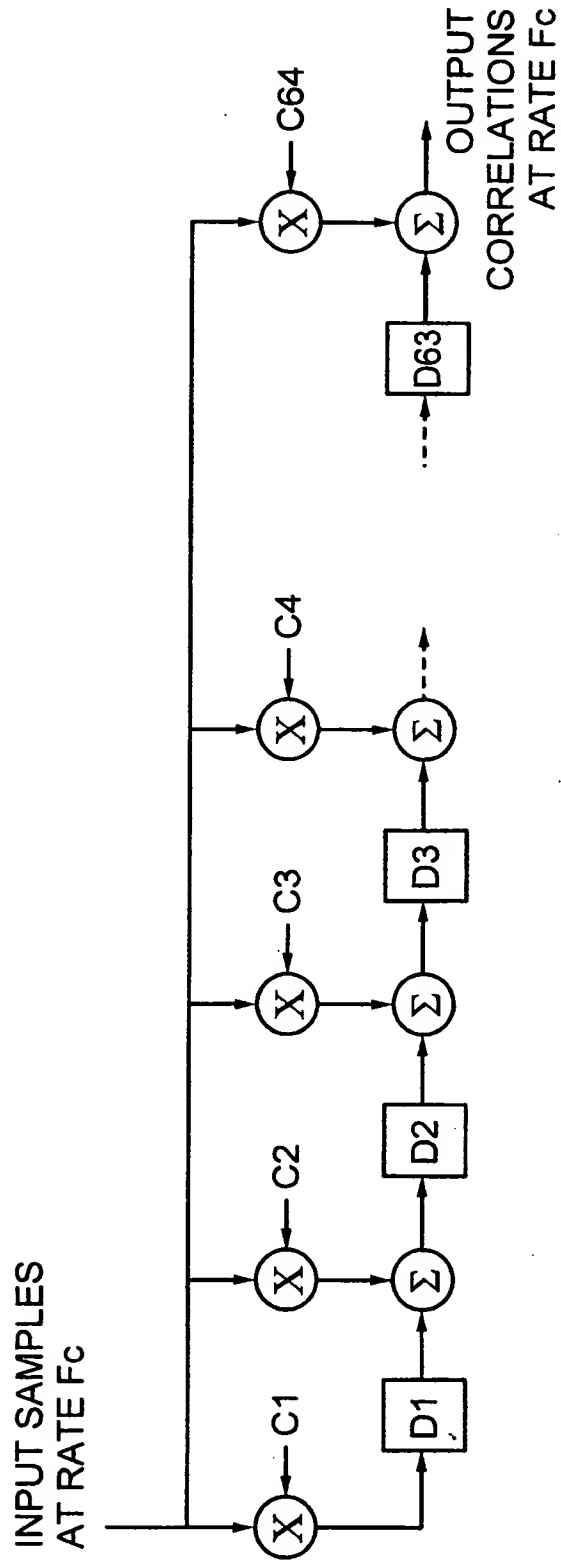 INPUT SAMPLES
AT RATE Fc
X
C1
X
C2
X
C3
X
C4
X
C64
D1
Σ
D2
Σ
D3
Σ
D63
Σ
OUTPUT
CORRELATIONS
AT RATE Fc